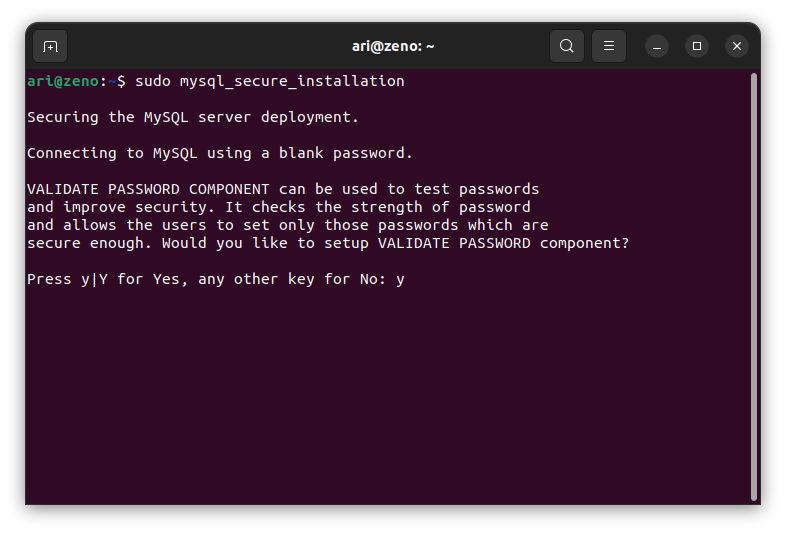 ari@zeno: ~
ari@zeno:~$ sudo mysql_secure_installation
Securing the MySQL server deployment.
Connecting to MySQL using a blank password.
VALIDATE PASSWORD COMPONENT can be used to test passwords
and improve security. It checks the strength of password
and allows the users to set only those passwords which are
secure enough. Would you like to setup VALIDATE PASSWORD component?
Press y|Y for Yes, any other key for No: y